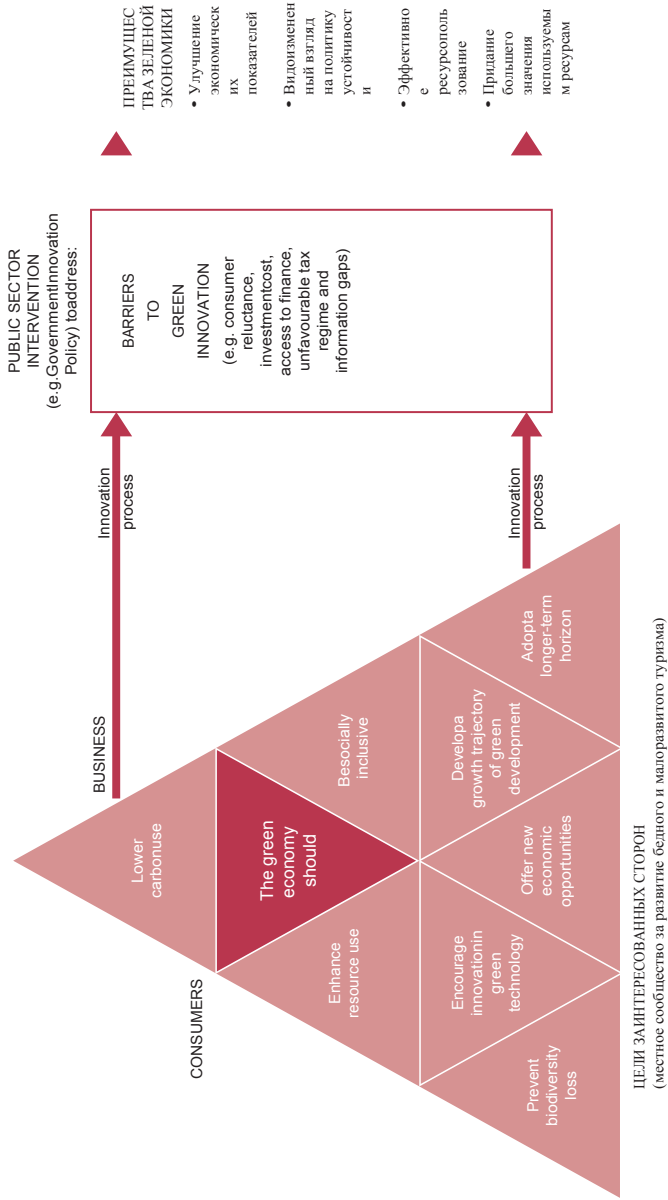 CONSUMERS
BUSINESS
Lower
carbonuse
The green
economy
should
Enhance
resource use
Besocially
inclusive
Prevent
biodiversity
loss
Encourage
innovationin
green
technology
Offer new
economic
opportunities
Developa
growth trajectory
of green
development
Adopta
longer-term
horizon
ЦЕЛИ ЗАИНТЕРЕСОВАННЫХ СТОРОН
(местное сообщество за развитие бедного и малоразвитого туризма)
Innovation
process
Innovation
process
PUBLIC SECTOR
INTERVENTION
(e.g.GovernmentInnovation
Policy) toaddress:
BARRIERS
TO
GREEN
INNOVATION
(e.g. consumer
reluctance,
investmentcost,
access to finance,
unfavourable tax
regime and
information gaps)
ПРЕИМУЩЕС
ТВА ЗЕЛЕНОЙ
ЭКОНОМИКИ
• Улучшение
экономическ
их
показателей
• Видоизменен
ный взгляд
на политику
устойчивост
и
• Эффективно
е
ресурсополь
зование
• Придание
большего
значения
используемы
м ресурсам